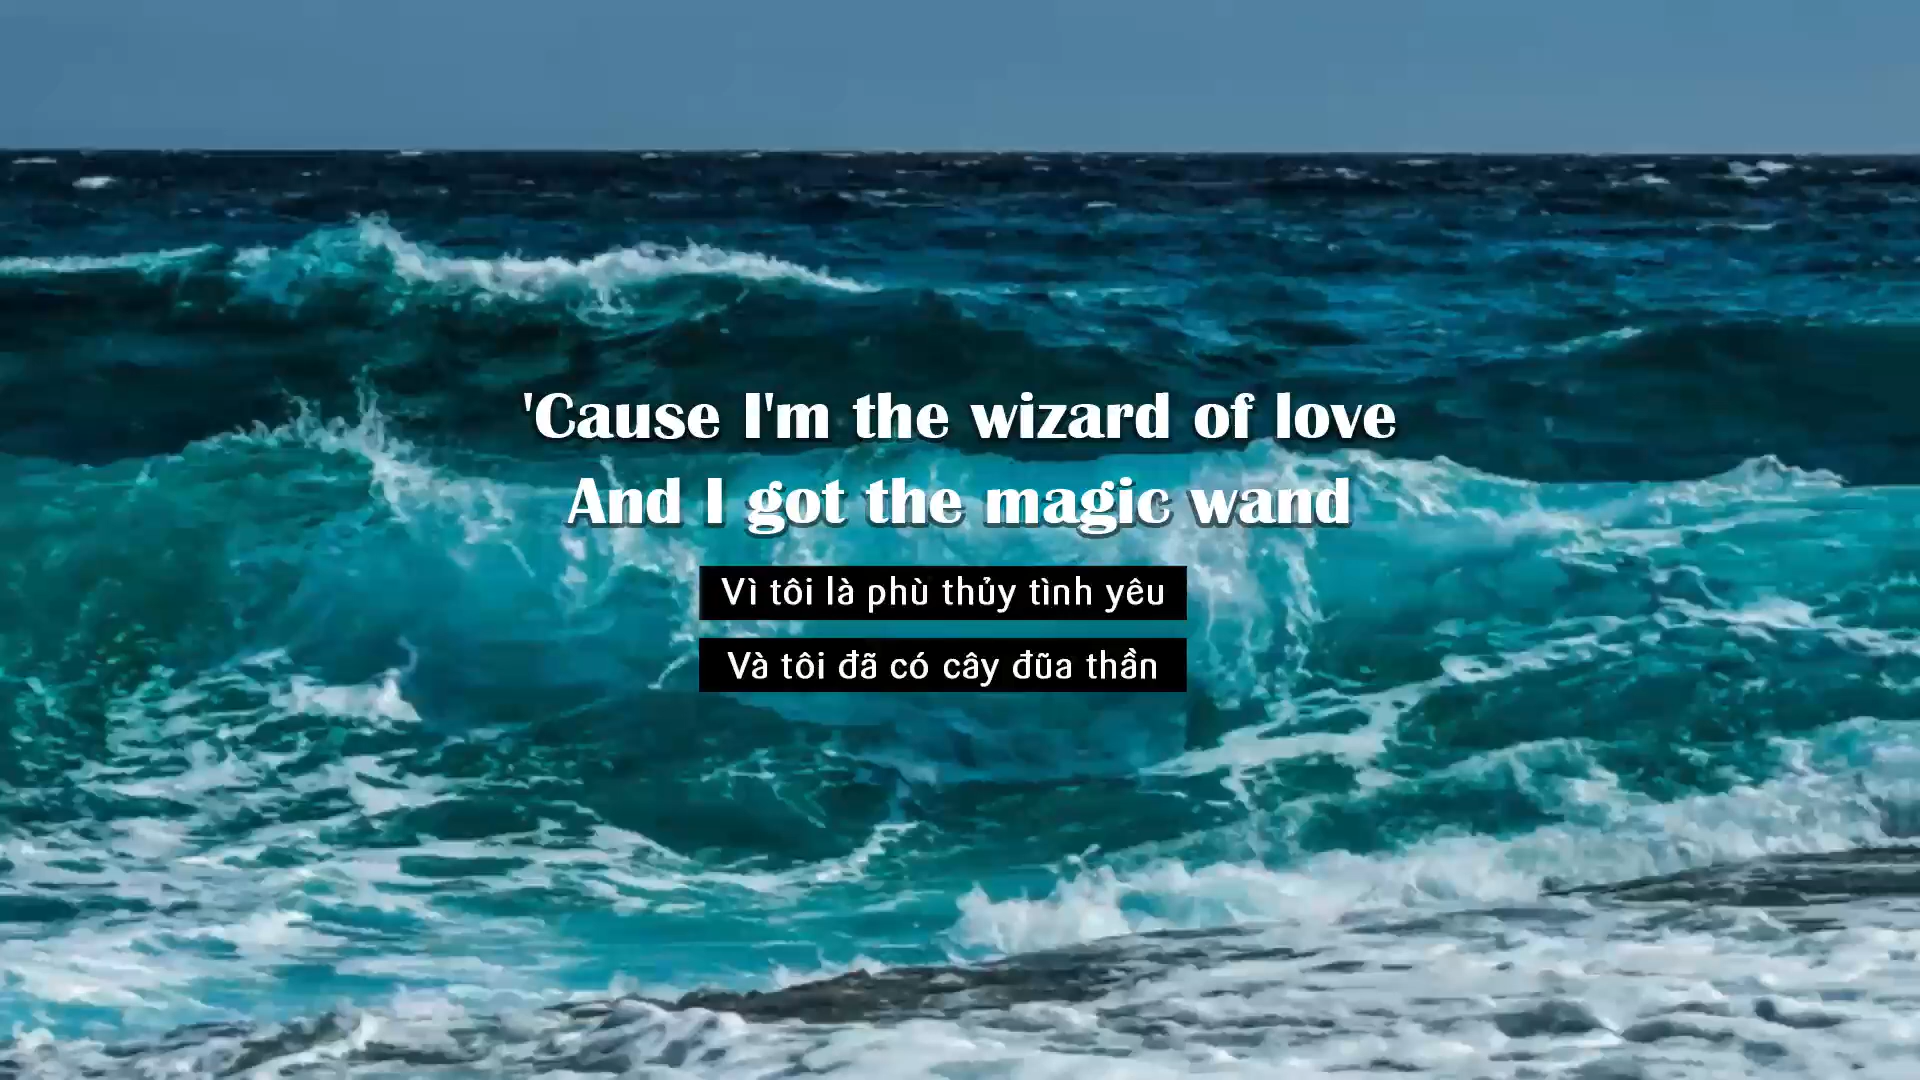 'Cause I'm the wizard of love
And I got the magic wand
Vì tôi là phù thủy tình yêu
Và tôi đã có cây đũa thần